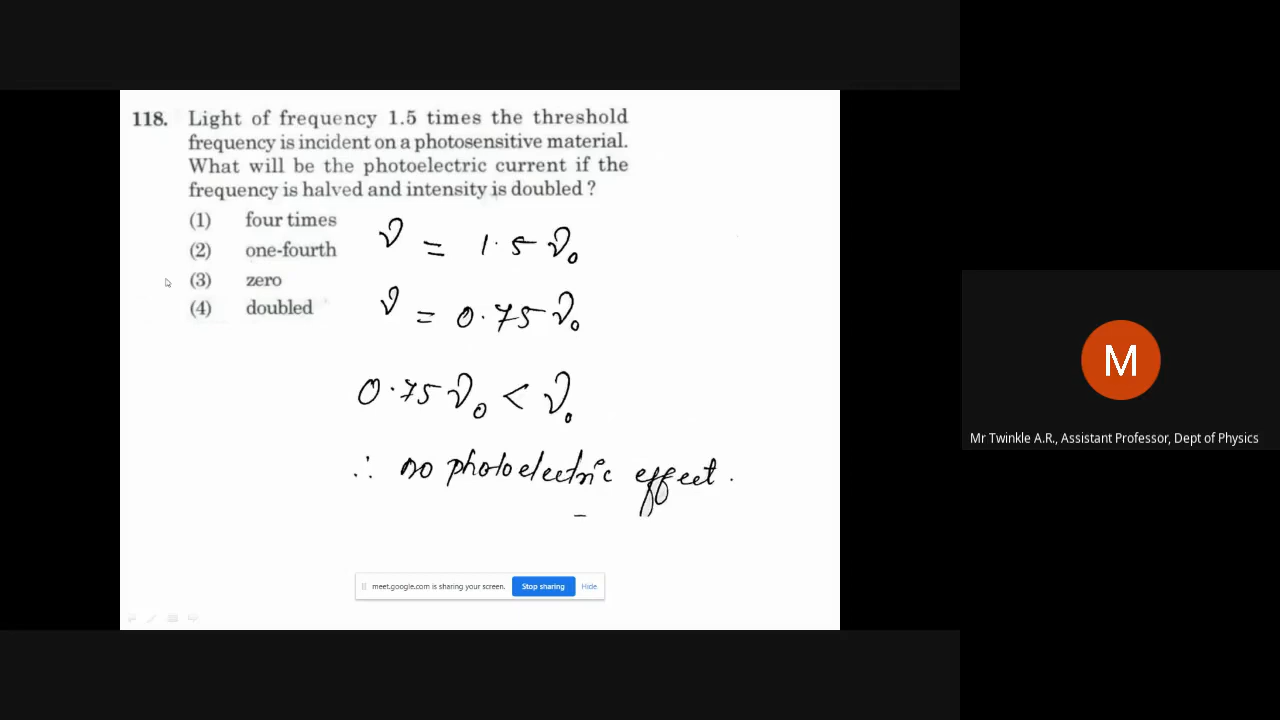 118. Light of frequency 1.5 times the threshold
frequency is incident on a photosensitive material.
What will be the photoelectric current if the
frequency is halved and intensity is doubled ?
(1) four times
(2) one-fourth
(3) zero
(4) doubled
ν = 1.5 ν₀
ν = 0.75 ν₀
0.75 ν₀ < ν₀
∴ no photoelectric effect.
meet.google.com is sharing your screen. Stop sharing Hide
M
Mr Twinkle A.R., Assistant Professor, Dept of Physics